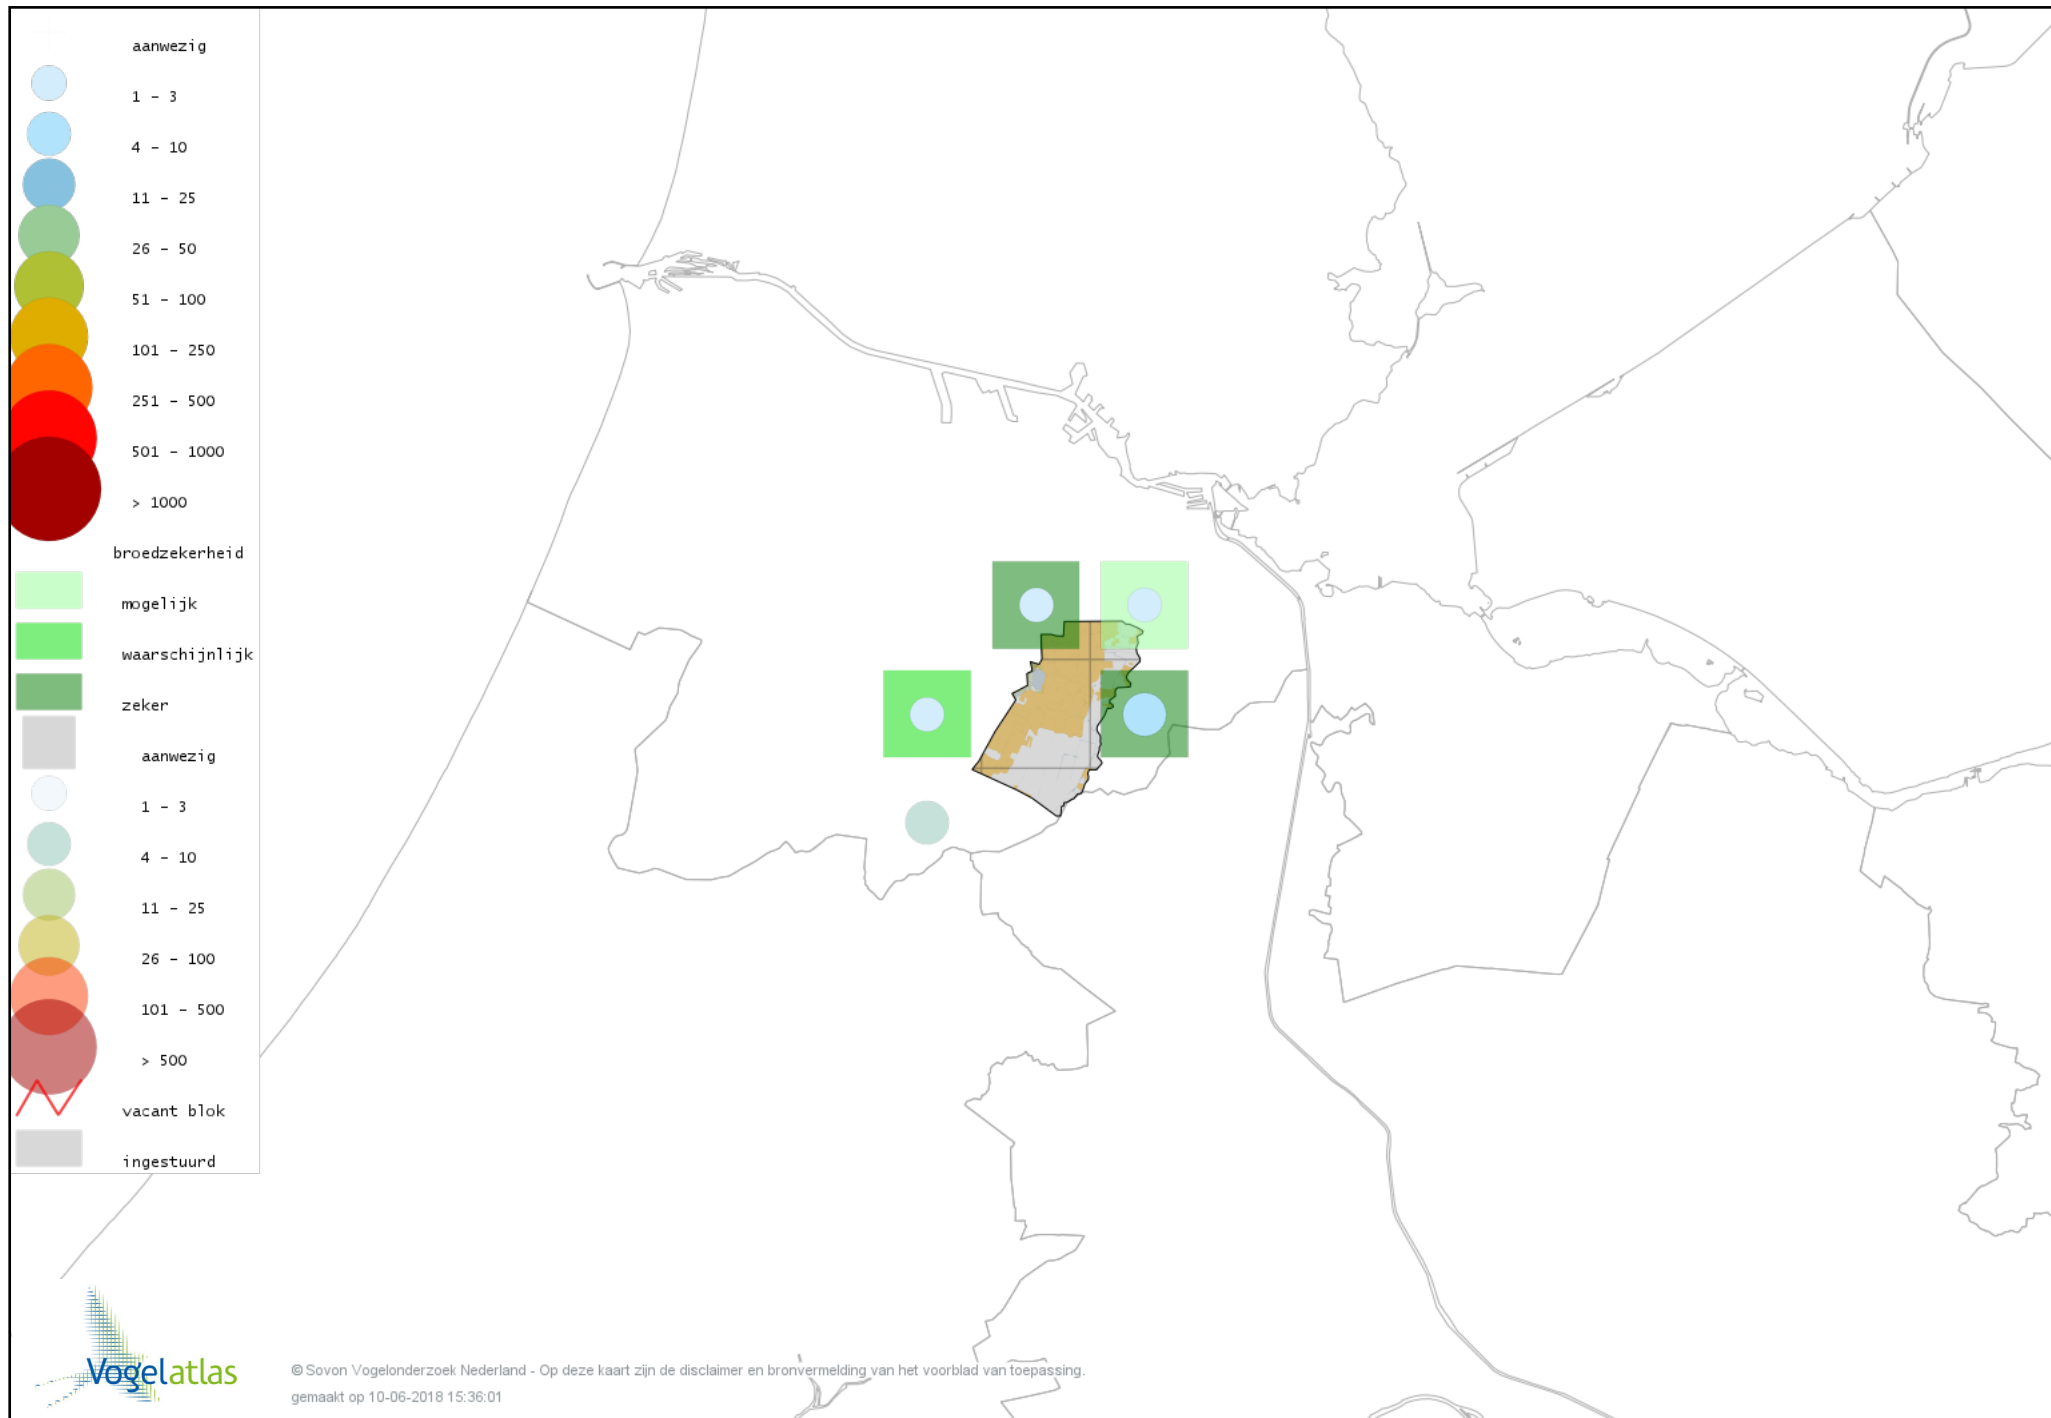 aanwezig
1 - 3
4 - 10
11 - 25
26 - 50
51 - 100
101 - 250
251 - 500
501 - 1000
> 1000
broedzekerheid
mogelijk
waarschijnlijk
zeker
aanwezig
1 - 3
4 - 10
11 - 25
26 - 100
101 - 500
> 500
vacant blok
ingestuurd
Vogelatlas
© Sovon Vogelonderzoek Nederland - Op deze kaart zijn de disclaimer en bronvermelding van het voorblad van toepassing.
gemaakt op 10-06-2018 15:36:01